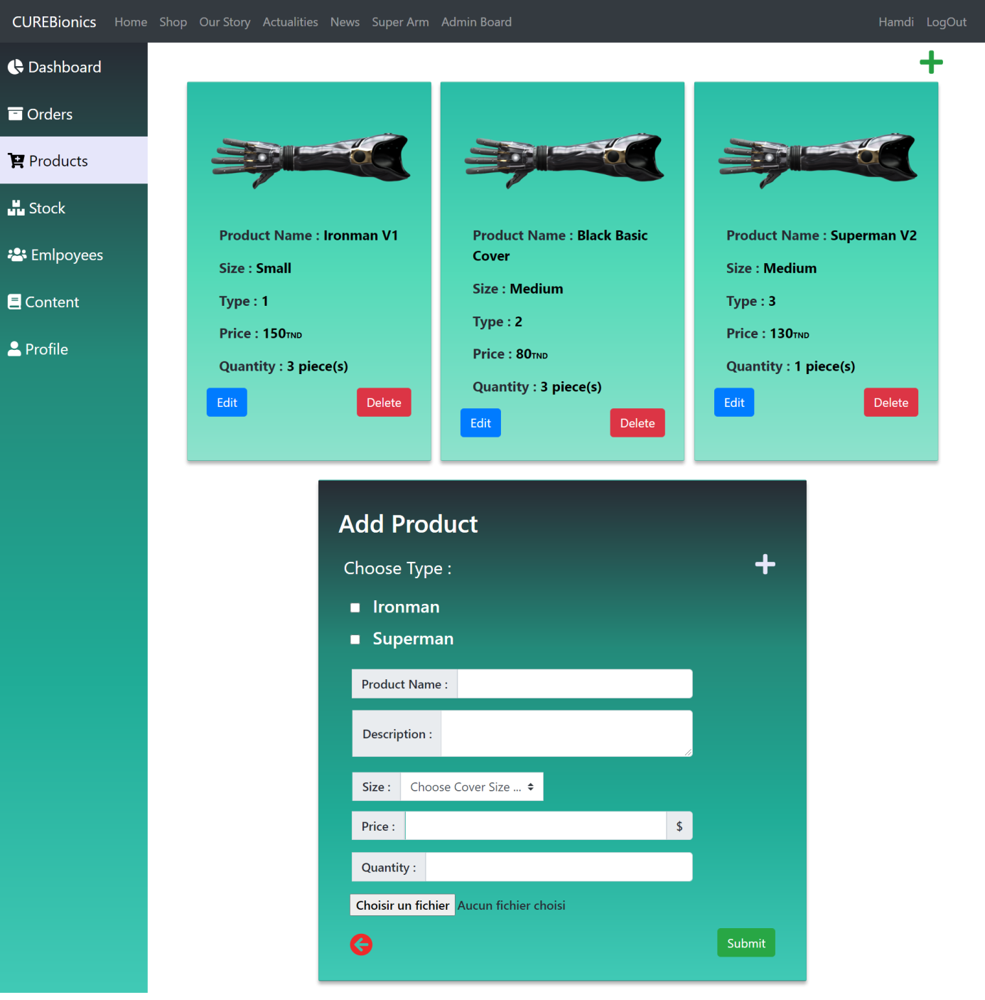 CUREBionics Home Shop Our Story Actualities News Super Arm Admin Board Hamdi LogOut
Dashboard
Orders
Products
Stock
Emlpoyees
Content
Profile
Product Name : Ironman V1
Size : Small
Type : 1
Price : 150TND
Quantity : 3 piece(s)
Edit Delete
Product Name : Black Basic
Cover
Size : Medium
Type : 2
Price : 80TND
Quantity : 3 piece(s)
Edit Delete
Product Name : Superman V2
Size : Medium
Type : 3
Price : 130TND
Quantity : 1 piece(s)
Edit Delete
Add Product
Choose Type :
Ironman
Superman
Product Name :
Description :
Size : Choose Cover Size ...
Price : $
Quantity :
Choisir un fichier Aucun fichier choisi
Submit